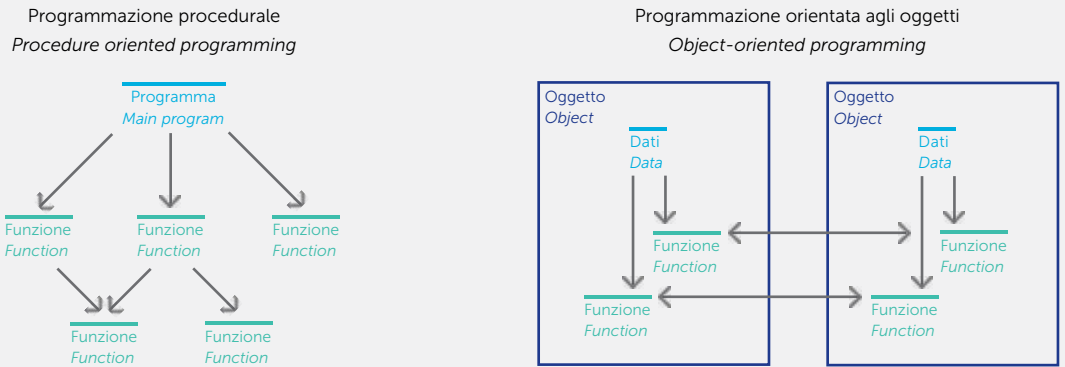 Programmazione procedurale
Procedure oriented programming
Programma
Main program
Funzione
Function
Funzione
Function
Funzione
Function
Funzione
Function
Funzione
Function
Programmazione orientata agli oggetti
Object-oriented programming
Oggetto
Object
Dati
Data
Funzione
Function
Funzione
Function
Oggetto
Object
Dati
Data
Funzione
Function
Funzione
Function